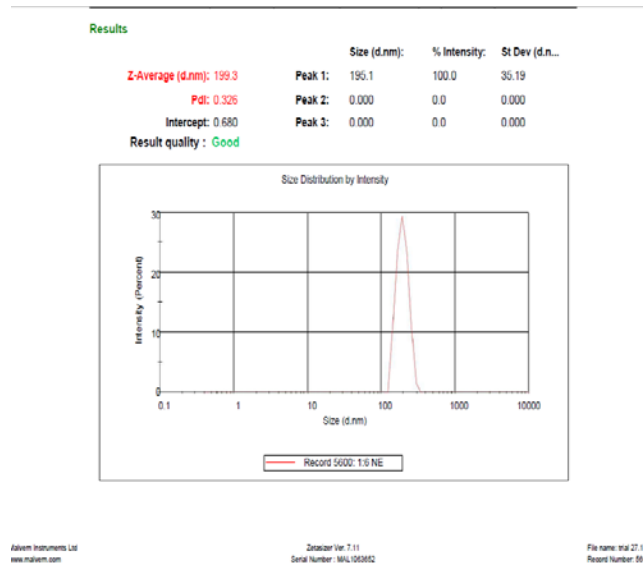 Results
Size (d.nm): % Intensity: St Dev (d.n...
Z-Average (d.nm): 199.3 Peak 1: 195.1 100.0 35.19
PdI: 0.326 Peak 2: 0.000 0.0 0.000
Intercept: 0.680 Peak 3: 0.000 0.0 0.000
Result quality : Good
Size Distribution by Intensity
Intensity (Percent)
30
20
10
0
0.1 1 10 100 1000 10000
Size (d.nm)
Record 5600: 1:6 NE
Malvern Instruments Ltd Zetasizer Ver. 7.11 File name: trial 27.1
www.malvern.com Serial Number : MAL1063652 Record Number: 56